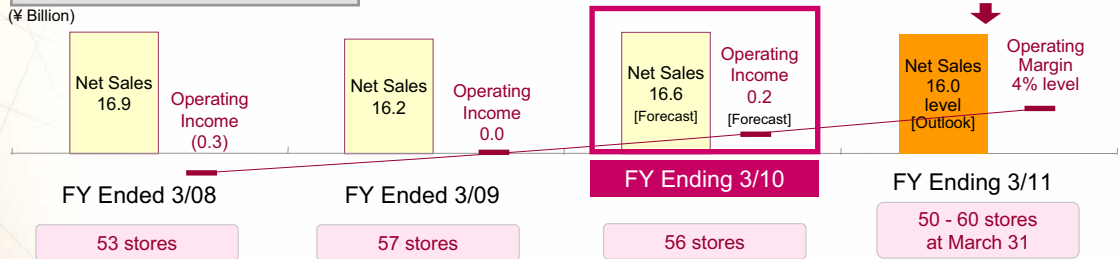 (¥ Billion)
Net Sales
16.9
Operating
Income
(0.3)
Net Sales
16.2
Operating
Income
0.0
Net Sales
16.6
[Forecast]
Operating
Income
0.2
[Forecast]
Net Sales
16.0
level
[Outlook]
Operating
Margin
4% level
FY Ended 3/08
FY Ended 3/09
FY Ending 3/10
FY Ending 3/11
53 stores
57 stores
56 stores
50 - 60 stores
at March 31